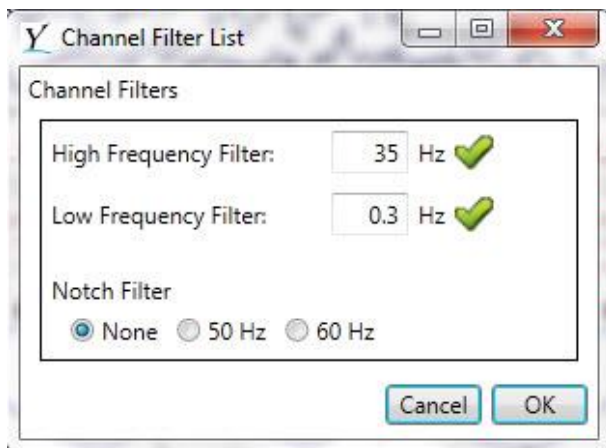 Channel Filter List
Channel Filters
High Frequency Filter: 35 Hz
Low Frequency Filter: 0.3 Hz
Notch Filter
None 50 Hz 60 Hz
Cancel OK